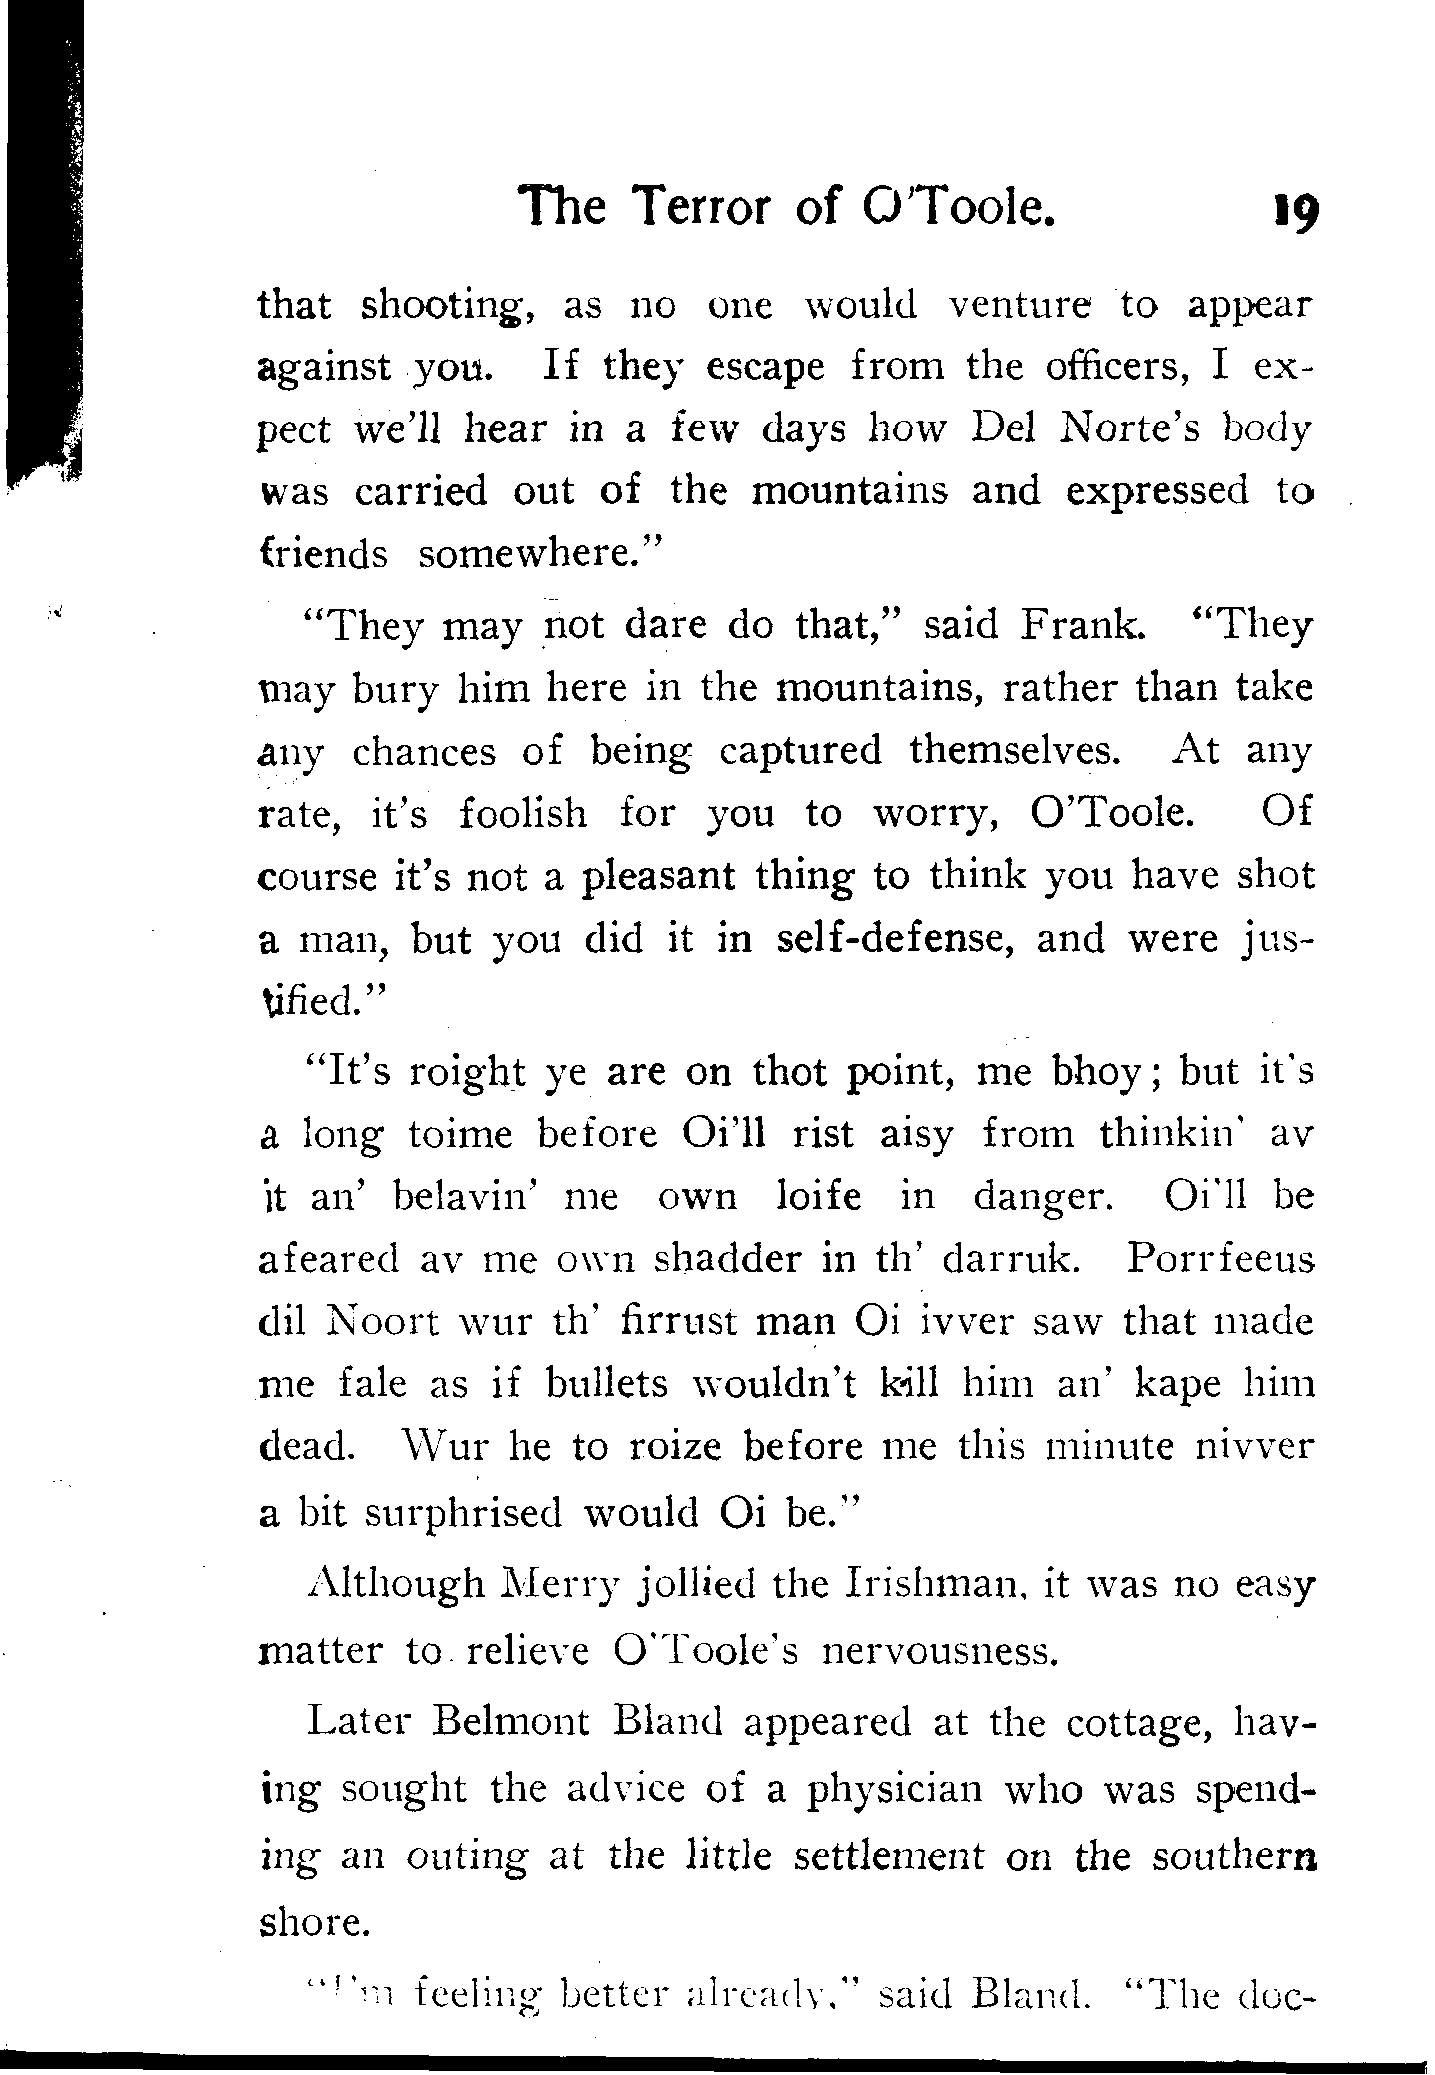 The Terror of O'Toole. 19
that shooting, as no one would venture to appear
against you. If they escape from the officers, I ex-
pect we'll hear in a few days how Del Norte's body
was carried out of the mountains and expressed to
friends somewhere."
"They may not dare do that," said Frank. "They
may bury him here in the mountains, rather than take
any chances of being captured themselves. At any
rate, it's foolish for you to worry, O'Toole. Of
course it's not a pleasant thing to think you have shot
a man, but you did it in self-defense, and were jus-
tified."
"It's roight ye are on thot point, me bhoy; but it's
a long toime before Oi'll rist aisy from thinkin' av
it an' belavin' me own loife in danger. Oi'll be
afeared av me own shadder in th' darruk. Porrfeeus
dil Noort wur th' firrust man Oi ivver saw that made
me fale as if bullets wouldn't kill him an' kape him
dead. Wur he to roize before me this minute nivver
a bit surphrised would Oi be."
Although Merry jollied the Irishman, it was no easy
matter to relieve O'Toole's nervousness.
Later Belmont Bland appeared at the cottage, hav-
ing sought the advice of a physician who was spend-
ing an outing at the little settlement on the southern
shore.
"I'm feeling better already," said Bland. "The doc-